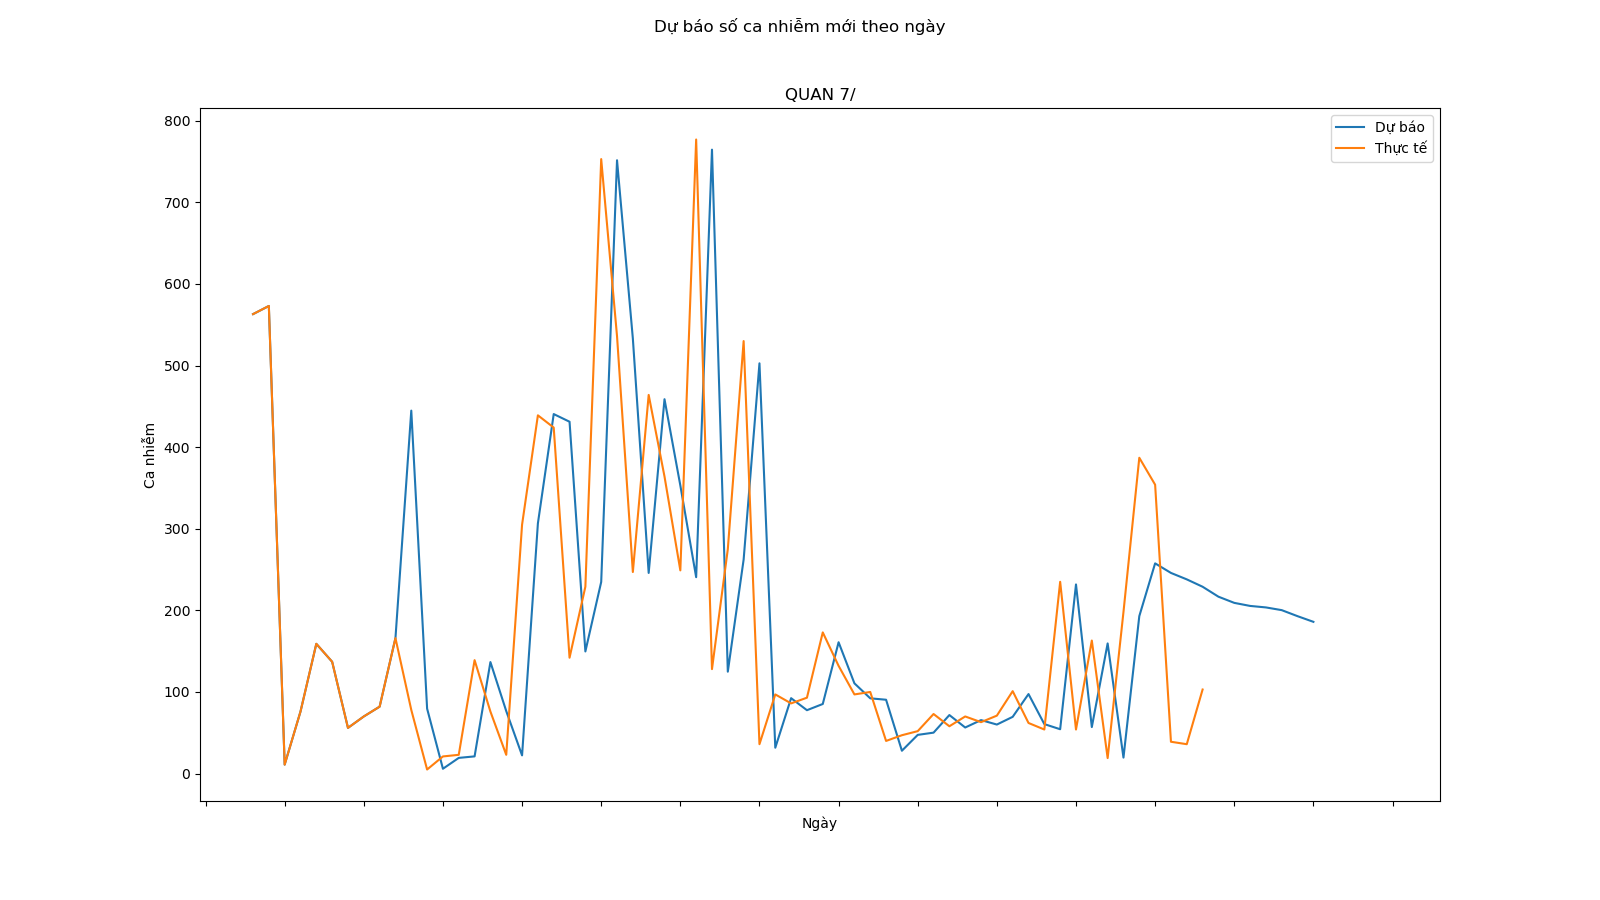 Dự báo số ca nhiễm mới theo ngày
QUAN 7/
Dự báo
Thực tế
800
700
600
500
400
300
200
100
0
Ca nhiễm
Ngày